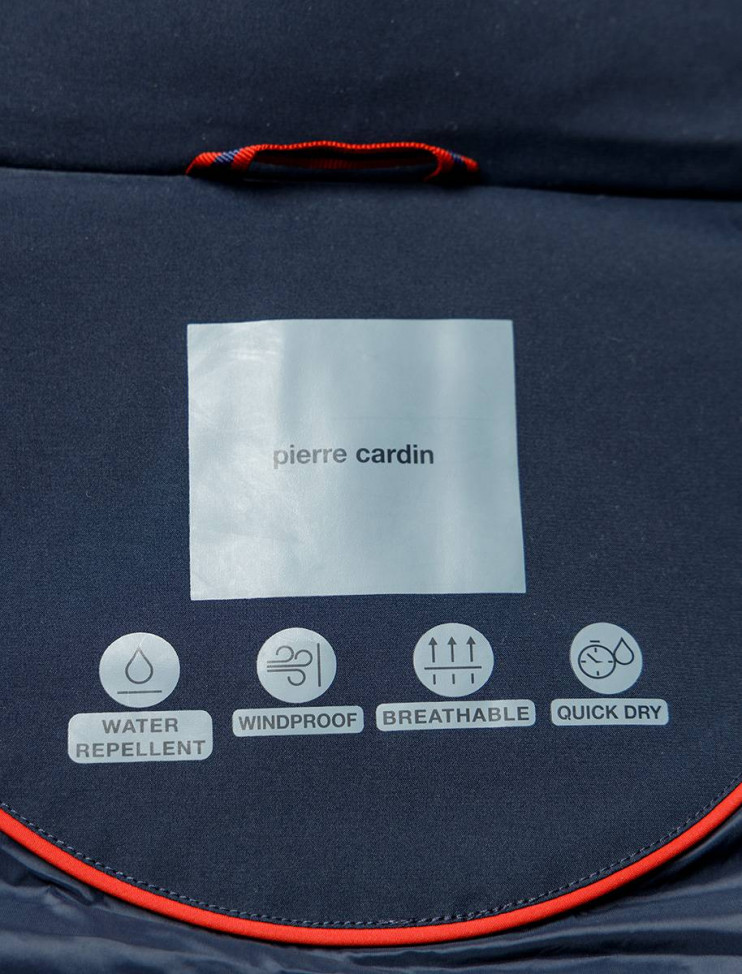 pierre cardin
WATER
REPELLENT
WINDPROOF
BREATHABLE
QUICK DRY